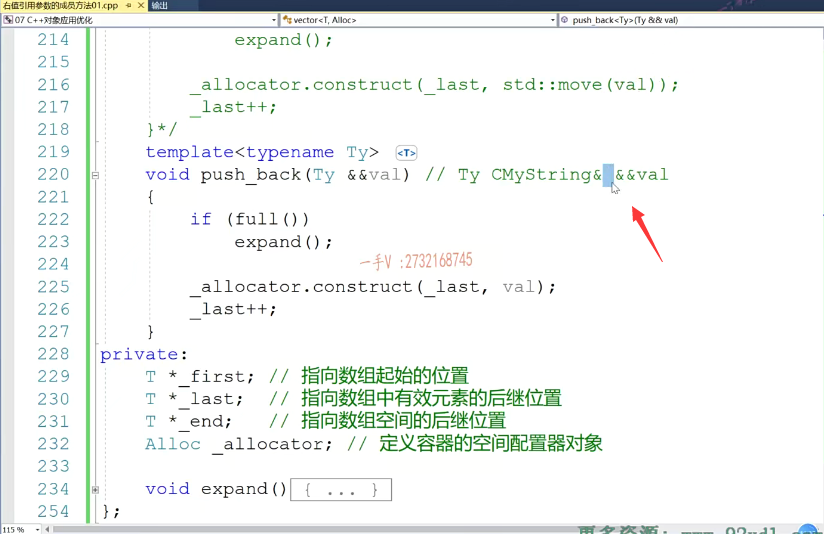 右值引用参数的成员方法01.cpp 输出
07 C++对象应用优化 vector<T, Alloc> push_back<Ty>(Ty && val)
214 expand();
215
216 _allocator.construct(_last, std::move(val));
217 _last++;
218 }*/
219 template<typename Ty> <T>
220 void push_back(Ty &&val) // Ty CMyString& &&val
221 {
222 if (full())
223 expand();
224
一手V :2732168745
225 _allocator.construct(_last, val);
226 _last++;
227 }
228 private:
229 T *_first; // 指向数组起始的位置
230 T *_last; // 指向数组中有效元素的后继位置
231 T *_end; // 指向数组空间的后继位置
232 Alloc _allocator; // 定义容器的空间配置器对象
233
234 void expand() { ... }
254 };
115 %